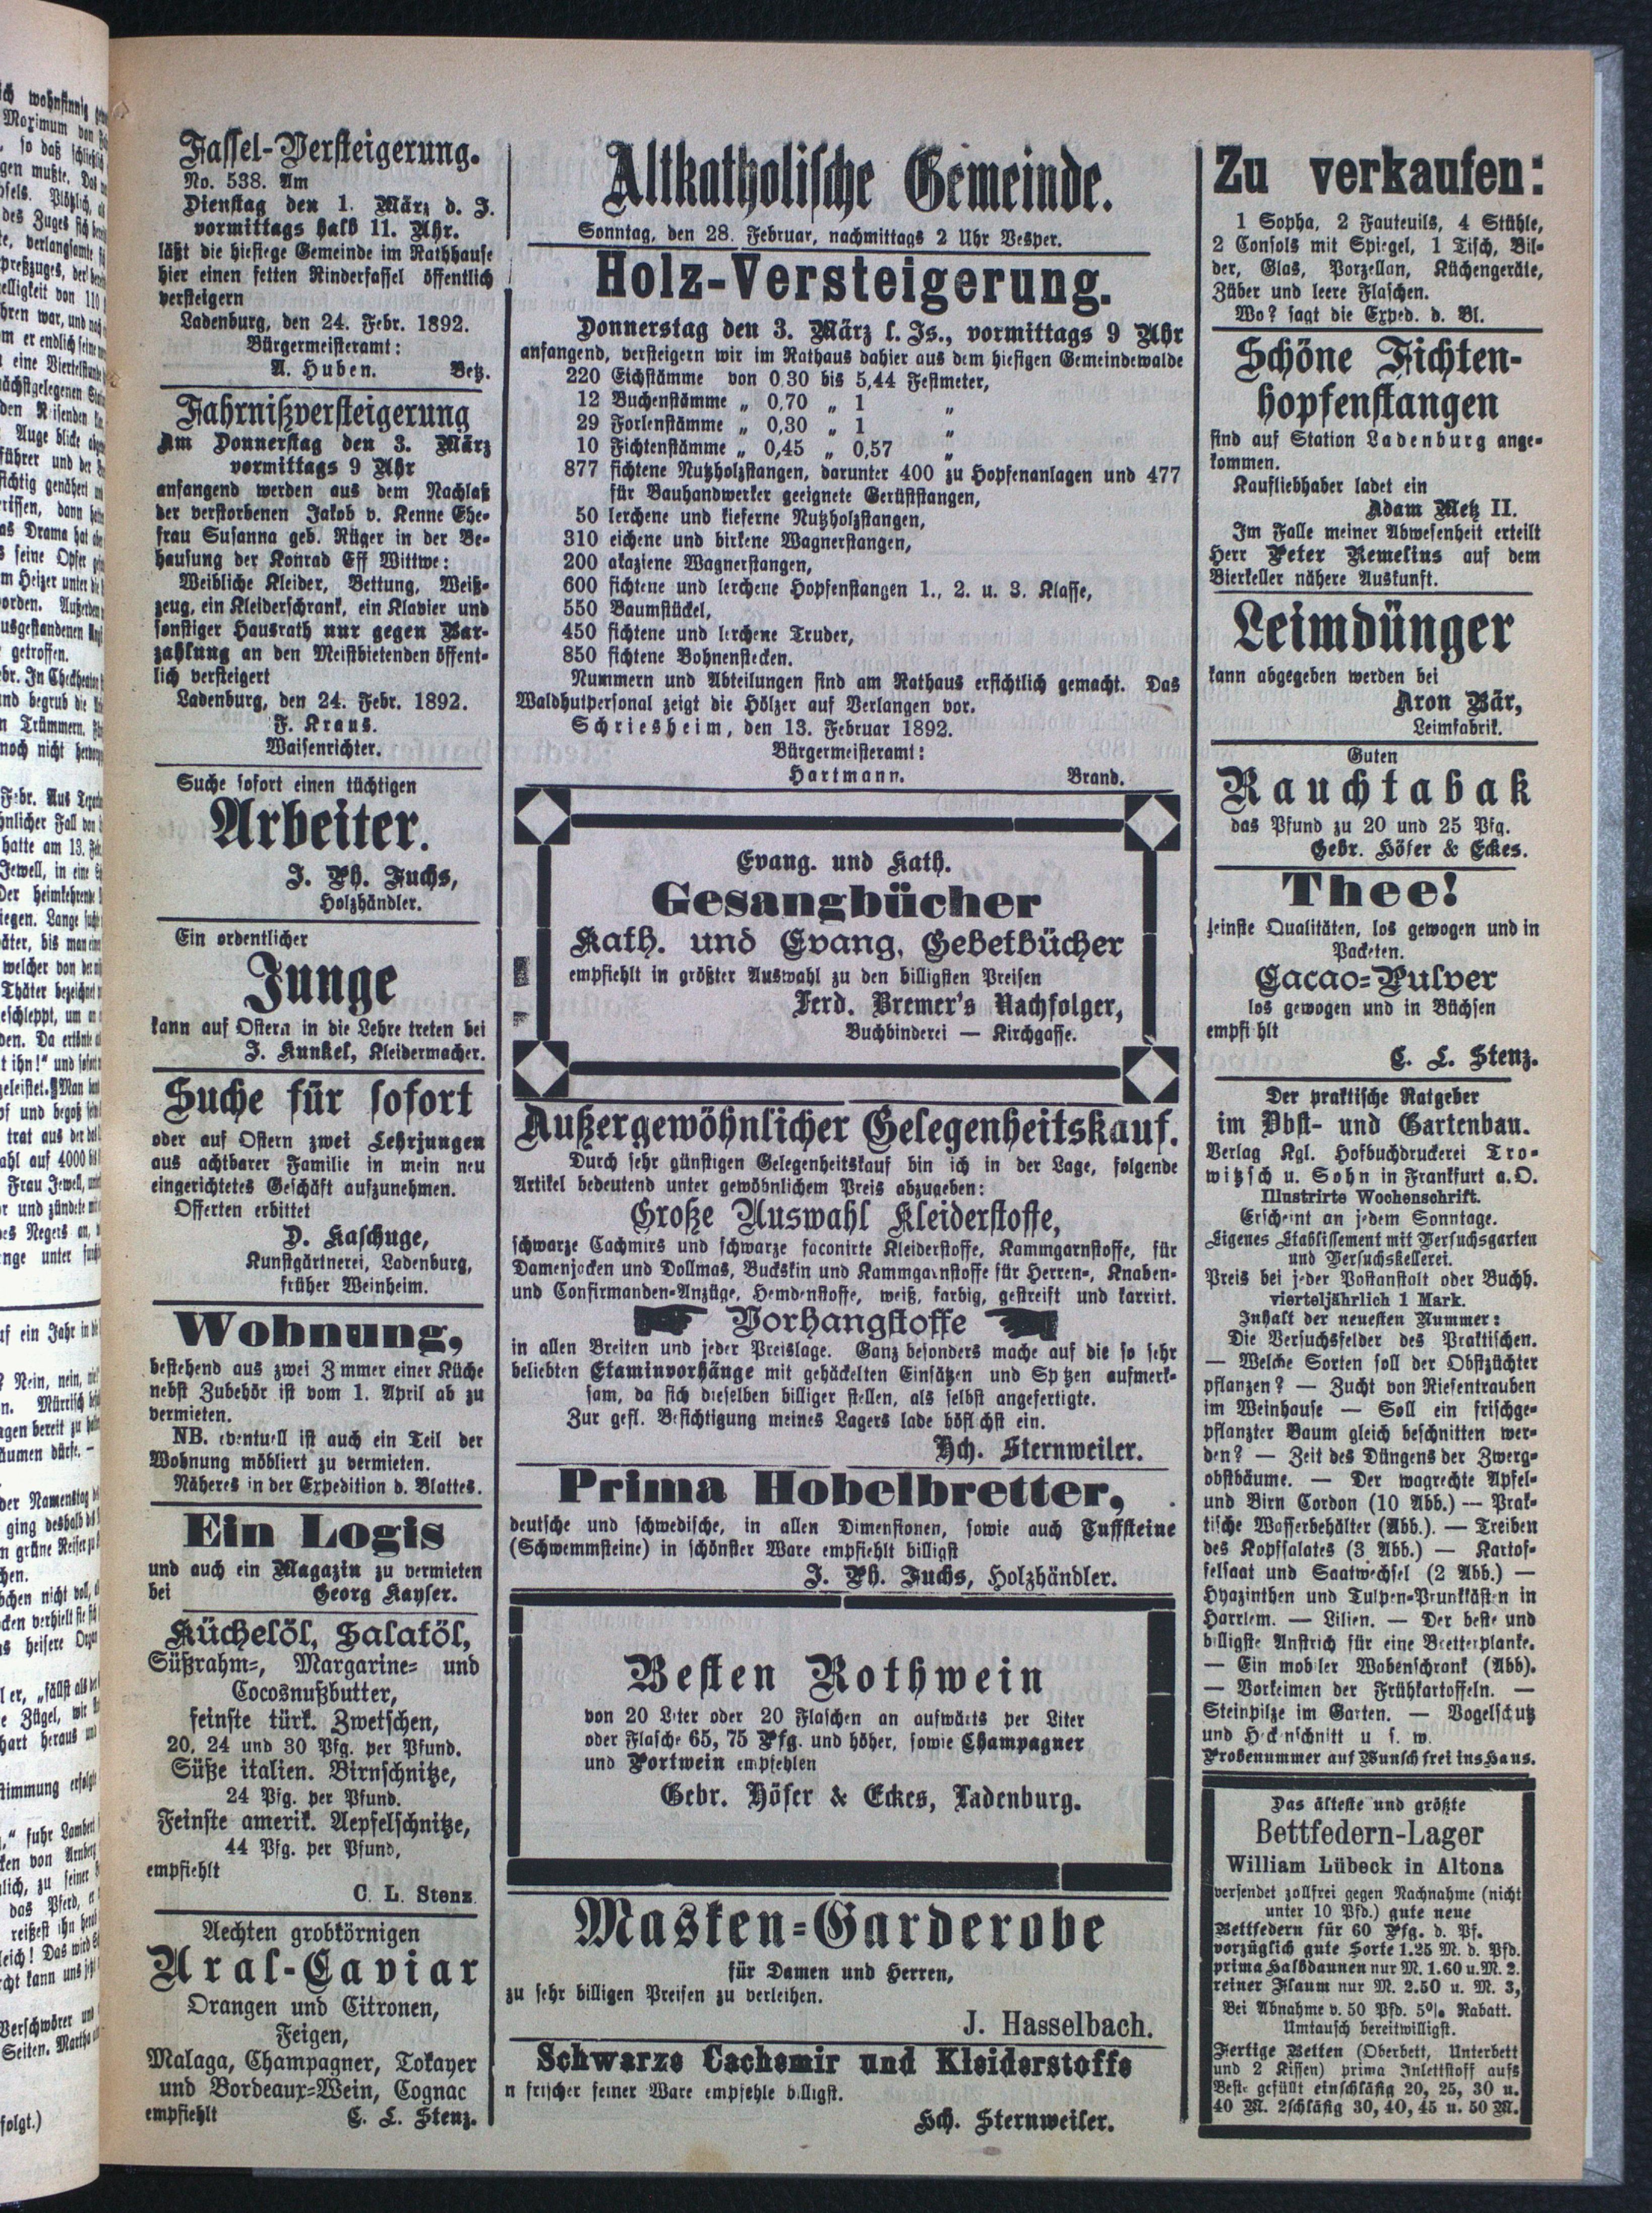 Fassel-Versteigerung.
No. 538. Am
Dienstag den 1. März d. J.
vormittags halb 11. Uhr.
läßt die hiesige Gemeinde im Rathhause
hier einen fetten Rinderfassel öffentlich
versteigern
Ladenburg, den 24. Febr. 1892.
Bürgermeisteramt:
A. Huben. Betz.
Fahrnißversteigerung
Am Donnerstag den 3. März
vormittags 9 Uhr
anfangend werden aus dem Nachlaß
der verstorbenen Jakob v. Kenne Ehe-
frau Susanna geb. Rüger in der Be-
hausung der Konrad Eff Wittwe:
Weibliche Kleider, Bettung, Weiß-
zeug, ein Kleiderschrank, ein Klavier und
sonstiger Hausrath nur gegen Bar-
zahlung an den Meistbietenden öffent-
lich versteigert
Ladenburg, den 24. Febr. 1892.
F. Kraus.
Waisenrichter.
Suche sofort einen tüchtigen
Arbeiter.
J. Ph. Fuchs,
Holzhändler.
Ein ordentlicher
Junge
kann auf Ostern in die Lehre treten bei
J. Kunkel, Kleidermacher.
Suche für sofort
oder auf Ostern zwei Lehrjungen
aus achtbarer Familie in mein neu
eingerichtetes Geschäft aufzunehmen.
Offerten erbittet
D. Kaschuge,
Kunstgärtnerei, Ladenburg,
früher Weinheim.
Wohnung,
bestehend aus zwei Zimmer einer Küche
nebst Zubehör ist vom 1. April ab zu
vermieten.
NB. eventuell ist auch ein Teil der
Wohnung möbliert zu vermieten.
Näheres in der Expedition d. Blattes.
Ein Logis
und auch ein Magazin zu vermieten
bei Georg Kayser.
Küchelöl, Salatöl,
Süßrahm-, Margarine- und
Cocosnußbutter,
feinste türk. Zwetschen,
20, 24 und 30 Pfg. per Pfund.
Süße italien. Birnschnitze,
24 Pfg. per Pfund.
Feinste amerik. Aepfelschnitze,
44 Pfg. per Pfund,
empfiehlt
C. L. Stenz.
Aechten grobkörnigen
Aral-Caviar
Orangen und Citronen,
Feigen,
Malaga, Champagner, Tokayer
und Bordeaux-Wein, Cognac
empfiehlt C. L. Stenz.
Altkatholische Gemeinde.
Sonntag, den 28. Februar, nachmittags 2 Uhr Vesper.
Holz-Versteigerung.
Donnerstag den 3. März l. Js., vormittags 9 Uhr
anfangend, versteigern wir im Rathaus dahier aus dem hiesigen Gemeindewalde
220 Eichstämme von 0,30 bis 5,44 Festmeter,
12 Buchenstämme „ 0,70 „ 1 „
29 Forlenstämme „ 0,30 „ 1 „
10 Fichtenstämme „ 0,45 „ 0,57 „
877 fichtene Nutzholzstangen, darunter 400 zu Hopfenanlagen und 477
für Bauhandwerker geeignete Gerüststangen,
50 lerchene und kieferne Nutzholzstangen,
310 eichene und birkene Wagnerstangen,
200 akaziene Wagnerstangen,
600 fichtene und lerchene Hopfenstangen 1., 2. u. 3. Klasse,
550 Baumstückel,
450 fichtene und lerchene Truder,
850 fichtene Bohnenstecken.
Nummern und Abteilungen sind am Rathaus ersichtlich gemacht. Das
Waldhutpersonal zeigt die Hölzer auf Verlangen vor.
Schriesheim, den 13. Februar 1892.
Bürgermeisteramt:
Hartmann. Brand.
Evang. und Kath.
Gesangbücher
Kath. und Evang. Gebetbücher
empfiehlt in größter Auswahl zu den billigsten Preisen
Ferd. Bremer's Nachfolger,
Buchbinderei — Kirchgasse.
Außergewöhnlicher Gelegenheitskauf.
Durch sehr günstigen Gelegenheitskauf bin ich in der Lage, folgende
Artikel bedeutend unter gewöhnlichem Preis abzugeben:
Große Auswahl Kleiderstoffe,
schwarze Cachmirs und schwarze faconirte Kleiderstoffe, Kammgarnstoffe, für
Damenjacken und Dollmas, Buckskin und Kammgarnstoffe für Herren-, Knaben-
und Confirmanden-Anzüge, Hemdenstoffe, weiß, farbig, gestreift und karrirt.
Vorhangstoffe
in allen Breiten und jeder Preislage. Ganz besonders mache auf die so sehr
beliebten Etaminvorhänge mit gehäckelten Einsätzen und Spitzen aufmerk-
sam, da sich dieselben billiger stellen, als selbst angefertigte.
Zur gefl. Besichtigung meines Lagers lade höflichst ein.
Hch. Sternweiler.
Prima Hobelbretter,
deutsche und schwedische, in allen Dimensionen, sowie auch Tuffsteine
(Schwemmsteine) in schönster Ware empfiehlt billigst
J. Ph. Fuchs, Holzhändler.
Besten Rothwein
von 20 Liter oder 20 Flaschen an aufwärts per Liter
oder Flasche 65, 75 Pfg. und höher, sowie Champagner
und Portwein empfehlen
Gebr. Höfer & Eckes, Ladenburg.
Masken-Garderobe
für Damen und Herren,
zu sehr billigen Preisen zu verleihen.
J. Hasselbach.
Schwarze Cachemir und Kleiderstoffe
n frischer feiner Ware empfehle billigst.
Hch. Sternweiler.
Zu verkaufen:
1 Sopha, 2 Fauteuils, 4 Stühle,
2 Consols mit Spiegel, 1 Tisch, Bil-
der, Glas, Porzellan, Küchengeräte,
Züber und leere Flaschen.
Wo? sagt die Exped. d. Bl.
Schöne Fichten-
hopfenstangen
sind auf Station Ladenburg ange-
kommen.
Kaufliebhaber ladet ein
Adam Metz II.
Im Falle meiner Abwesenheit erteilt
Herr Peter Remelius auf dem
Bierkeller nähere Auskunft.
Leimdünger
kann abgegeben werden bei
Aron Bär,
Leimfabrik.
Guten
Rauchtabak
das Pfund zu 20 und 25 Pfg.
Gebr. Höfer & Eckes.
Thee!
feinste Qualitäten, los gewogen und in
Packeten.
Cacao-Pulver
los gewogen und in Büchsen
empfiehlt
C. L. Stenz.
Der praktische Ratgeber
im Obst- und Gartenbau.
Verlag Kgl. Hofbuchdruckerei Tro-
witzsch u. Sohn in Frankfurt a.O.
Illustrirte Wochenschrift.
Erscheint an jedem Sonntage.
Eigenes Etablissement mit Versuchsgarten
und Versuchskellerei.
Preis bei jeder Postanstalt oder Buchh.
vierteljährlich 1 Mark.
Inhalt der neuesten Nummer:
Die Versuchsfelder des Praktischen.
— Welche Sorten soll der Obstzüchter
pflanzen? — Zucht von Riesentrauben
im Weinhause — Soll ein frischge-
pflanzter Baum gleich beschnitten wer-
den? — Zeit des Düngens der Zwerg-
obstbäume. — Der wagrechte Apfel-
und Birn Cordon (10 Abb.) — Prak-
tische Wasserbehälter (Abb.). — Treiben
des Kopfsalates (3 Abb.) — Kartof-
felsaat und Saatwechsel (2 Abb.) —
Hyazinthen und Tulpen-Prunkkästen in
Harrlem. — Lilien. — Der beste und
billigste Anstrich für eine Bretterplanke.
— Ein mobiler Wabenschrank (Abb).
— Vorkeimen der Frühkartoffeln. —
Steinpilze im Garten. — Vogelschutz
und Heckenschnitt u. s. w.
Probenummer auf Wunsch frei ins Haus.
Das älteste und größte
Bettfedern-Lager
William Lübeck in Altona
versendet zollfrei gegen Nachnahme (nicht
unter 10 Pfd.) gute neue
Bettfedern für 60 Pfg. d. Pf.
vorzüglich gute Sorte 1.25 M. d. Pfd.
prima Halbdaunen nur M. 1.60 u. M. 2.
reiner Flaum nur M. 2.50 u. M. 3,
Bei Abnahme v. 50 Pfd. 5% Rabatt.
Umtausch bereitwilligst.
Fertige Betten (Oberbett, Unterbett
und 2 Kissen) prima Inlettstoff aufs
Beste gefüllt einschläfig 20, 25, 30 u.
40 M. 2schläfig 30, 40, 45 u. 50 M.